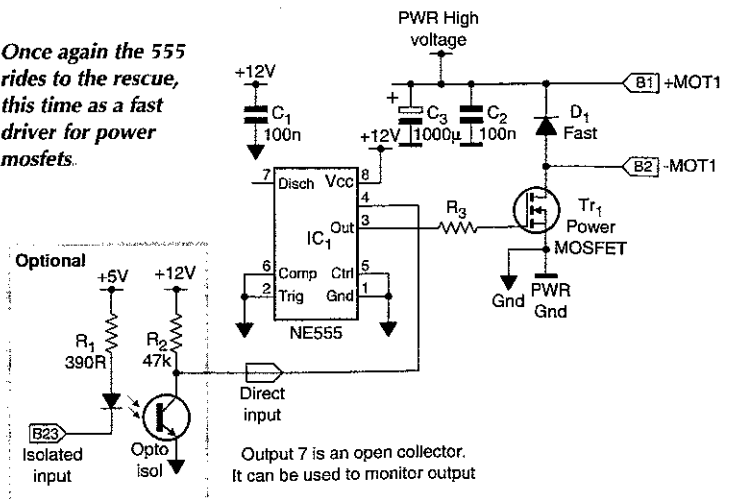 PWR High
voltage
Once again the 555
rides to the rescue,
this time as a fast
driver for power
mosfets.
+12V
C1
100n
+
C3
1000µ
C2
100n
D1
Fast
B1 +MOT1
B2 -MOT1
+12V
7 Disch Vcc 8
4
Out 3
IC1
6 Comp Ctrl 5
2 Trig Gnd 1
NE555
R3
Tr1
Power
MOSFET
Gnd
PWR
Gnd
Optional
+5V
+12V
R1
390R
R2
47k
B23
Isolated
input
Opto
isol
Direct
input
Output 7 is an open collector.
It can be used to monitor output